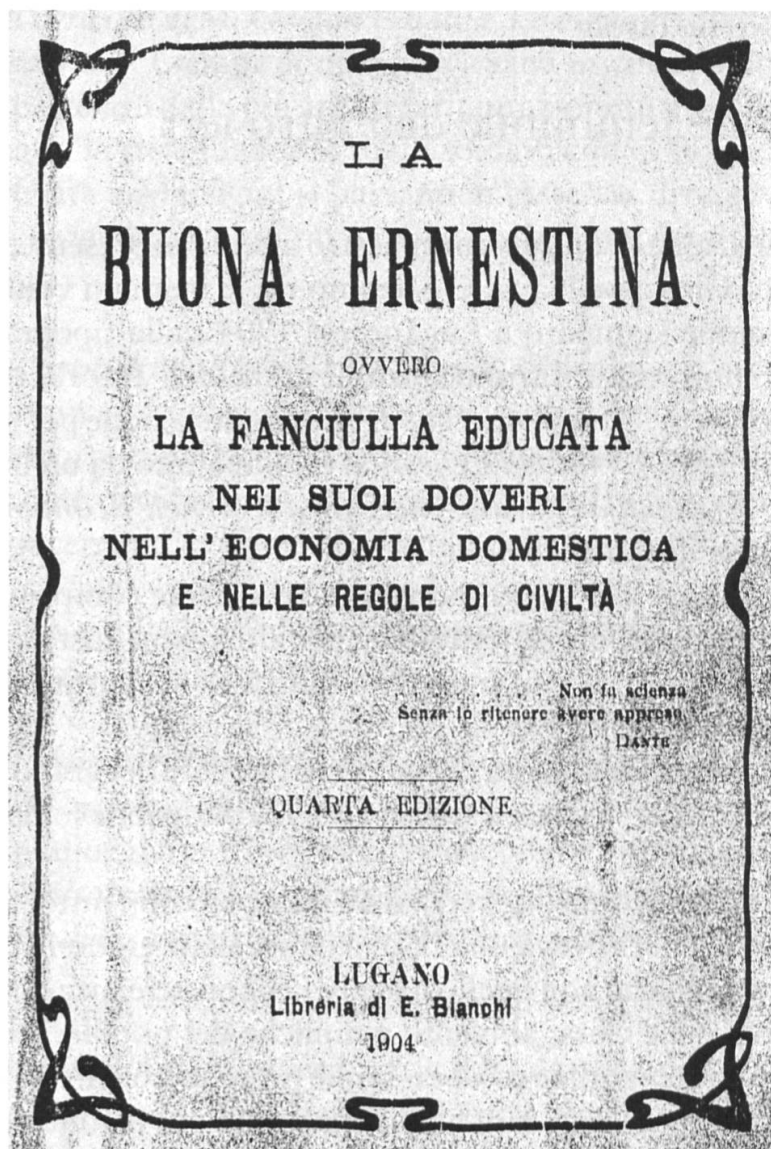 LA
BUONA ERNESTINA
OVVERO
LA FANCIULLA EDUCATA
NEI SUOI DOVERI
NELL' ECONOMIA DOMESTICA
E NELLE REGOLE DI CIVILTÀ
. . . . . . . . . . Non fa scienza
Senza lo ritenere avere appreso.
DANTE
QUARTA EDIZIONE
LUGANO
Libreria di E. Bianchi
1904